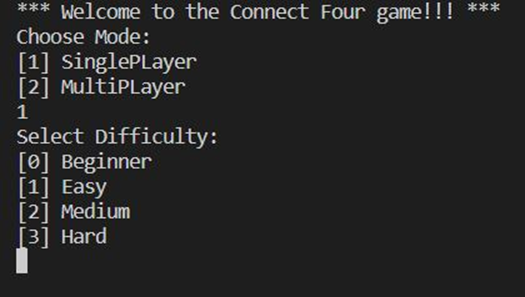 *** Welcome to the Connect Four game!!! ***
Choose Mode:
[1] SinglePLayer
[2] MultiPLayer
1
Select Difficulty:
[0] Beginner
[1] Easy
[2] Medium
[3] Hard